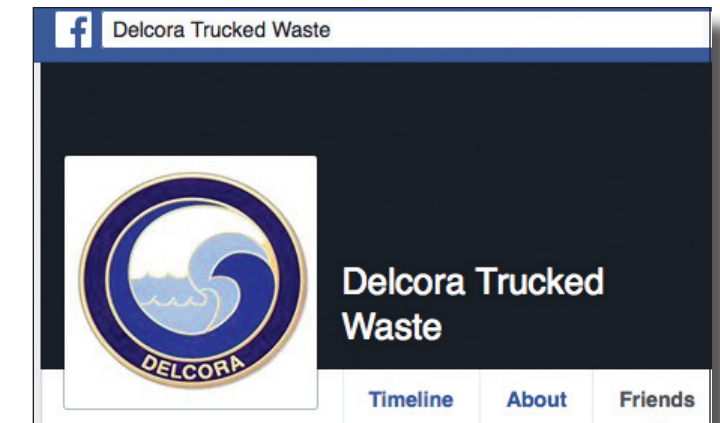 f Delcora Trucked Waste
DELCORA
Delcora Trucked
Waste
Timeline About Friends